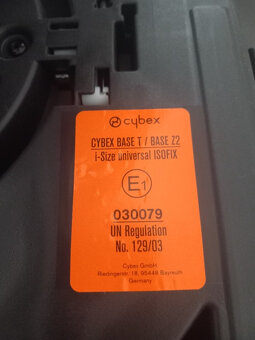 cybex
CYBEX BASE T / BASE Z2
i-Size universal ISOFIX
E1
030079
UN Regulation
No. 129/03
Cybex GmbH
Riedingerstr. 18, 95448 Bayreuth
Germany